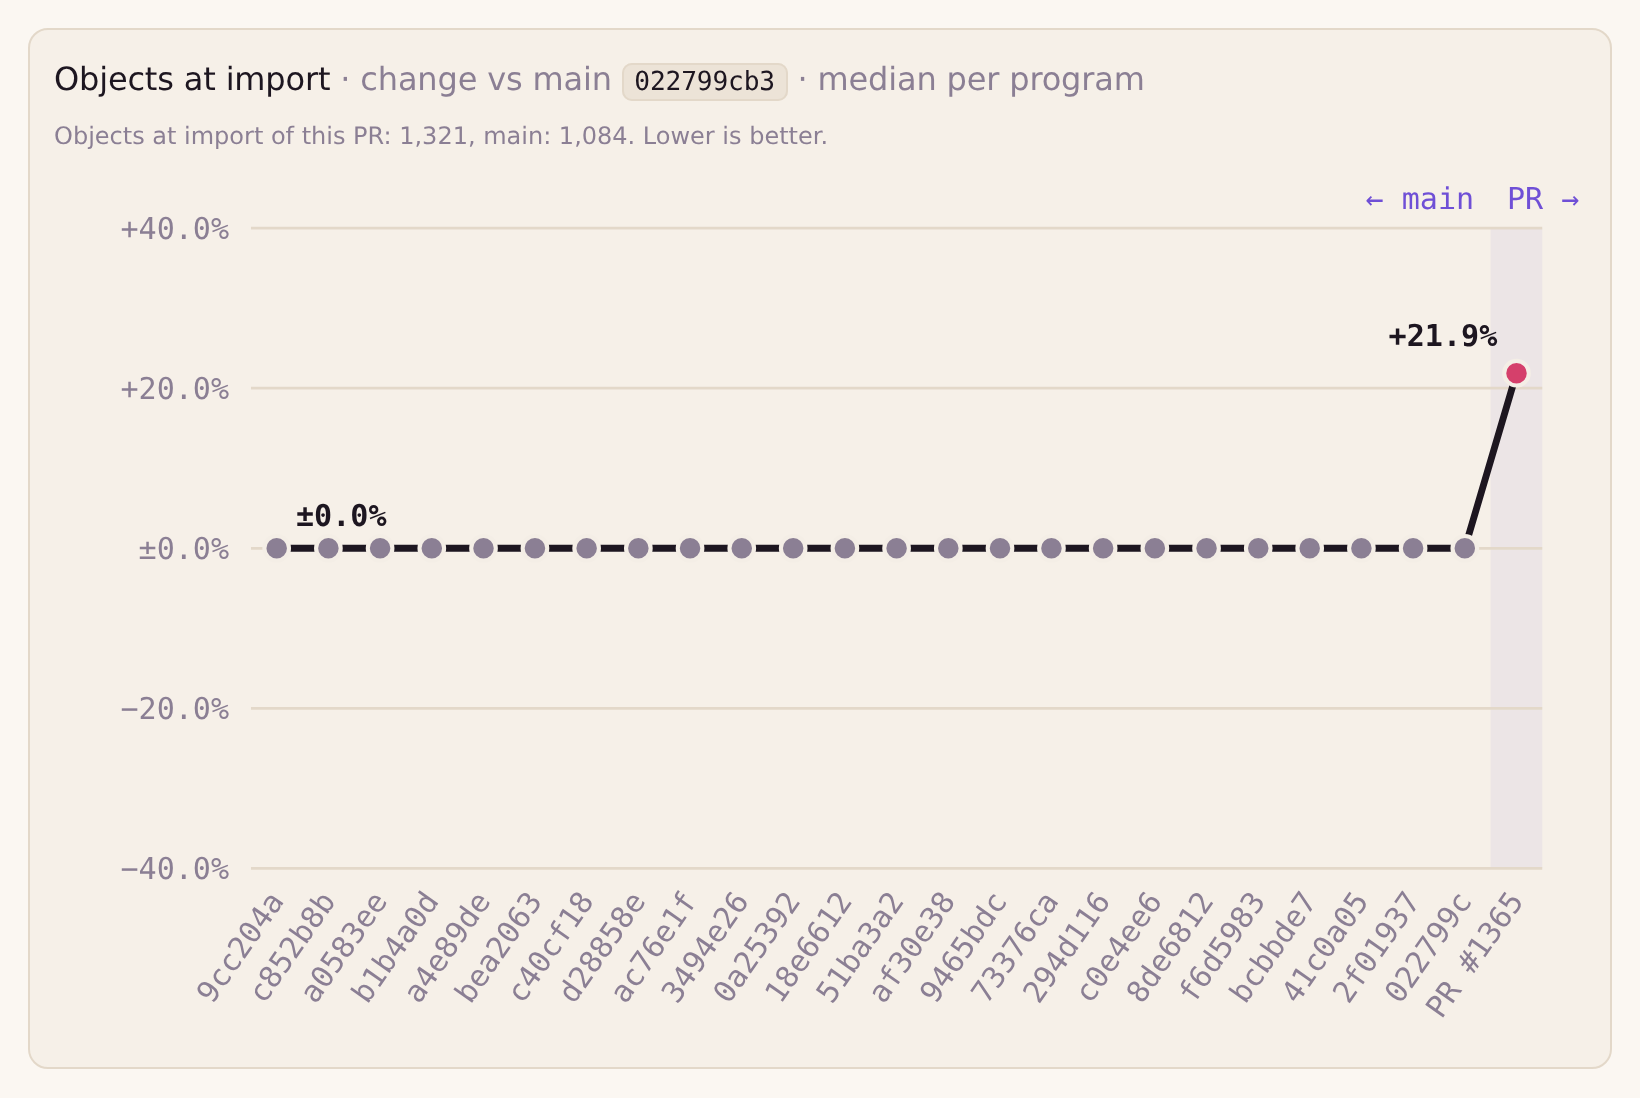 Objects at import · change vs main 022799cb3 · median per program
Objects at import of this PR: 1,321, main: 1,084. Lower is better.
← main PR →
+40.0%
+21.9%
+20.0%
±0.0%
±0.0%
−20.0%
−40.0%
9cc204a
c852b8b
a0583ee
b1b4a0d
a4e89de
bea2063
c40cf18
d28858e
ac76e1f
3494e26
0a25392
18e6612
51ba3a2
af30e38
9465bdc
73376ca
294d116
c0e4ee6
8de6812
f6d5983
bcbbde7
41c0a05
2f01937
022799c
PR #1365